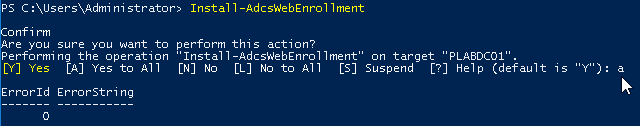 PS C:\Users\Administrator> Install-AdcsWebEnrollment
Confirm
Are you sure you want to perform this action?
Performing the operation "Install-AdcsWebEnrollment" on target "PLABDC01".
[Y] Yes  [A] Yes to All  [N] No  [L] No to All  [S] Suspend  [?] Help (default is "Y"): a
ErrorId ErrorString
------- -----------
0